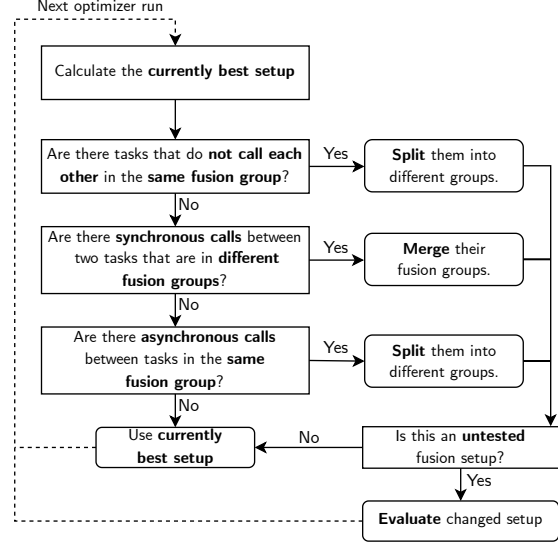 Next optimizer run
Calculate the currently best setup
Are there tasks that do not call each
other in the same fusion group?
Yes
Split them into
different groups.
No
Are there synchronous calls between
two tasks that are in different
fusion groups?
Yes
Merge their
fusion groups.
No
Are there asynchronous calls
between tasks in the same
fusion group?
Yes
Split them into
different groups.
No
Use currently
best setup
No
Is this an untested
fusion setup?
Yes
Evaluate changed setup